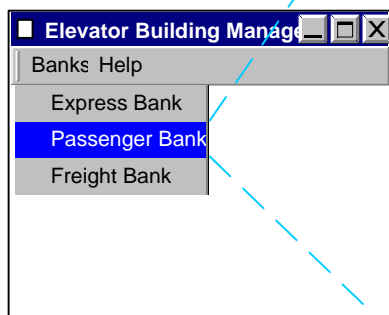 Elevator Building Manage
Banks Help
Express Bank
Passenger Bank
Freight Bank